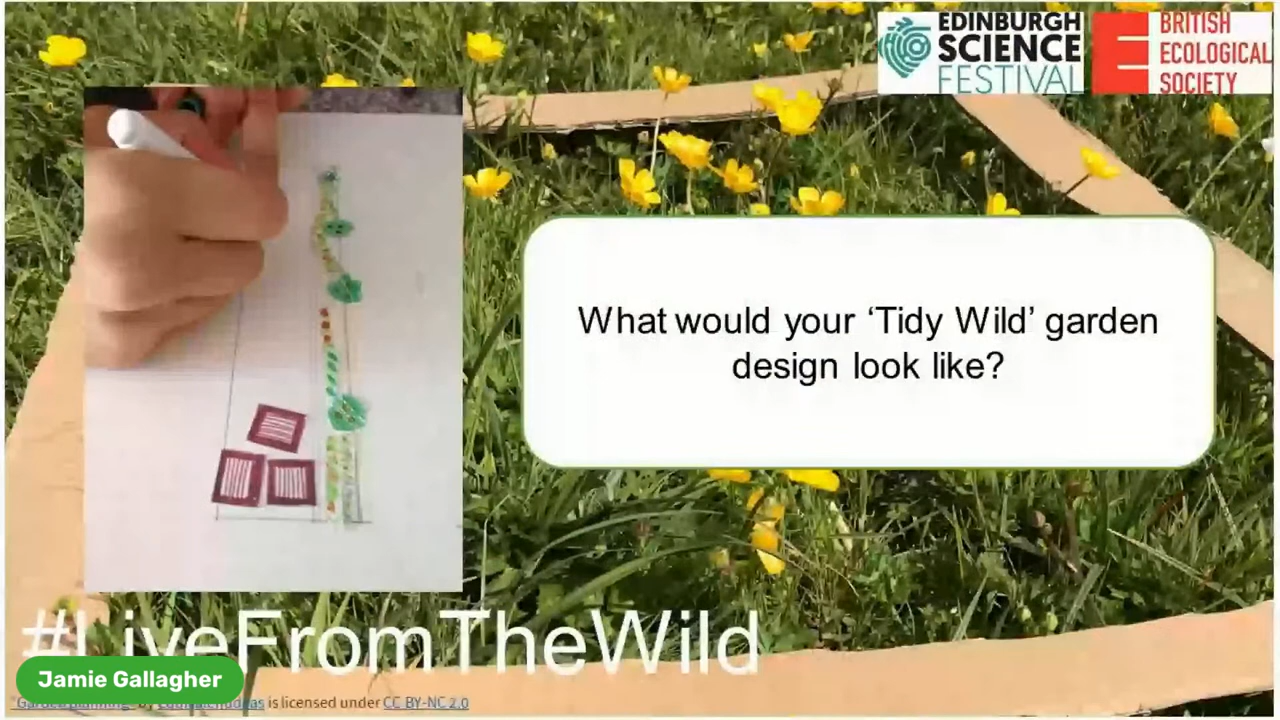 EDINBURGH
SCIENCE
FESTIVAL
BRITISH
ECOLOGICAL
SOCIETY
What would your ‘Tidy Wild’ garden
design look like?
#LiveFromTheWild
Jamie Gallagher
is licensed under CC BY-NC 2.0